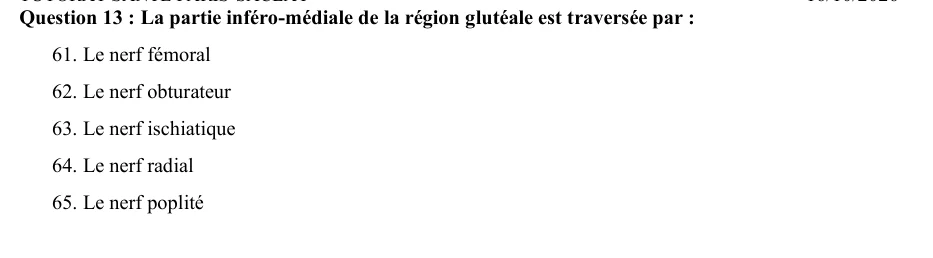 Question 13 : La partie inféro-médiale de la région glutéale est traversée par :
61. Le nerf fémoral
62. Le nerf obturateur
63. Le nerf ischiatique
64. Le nerf radial
65. Le nerf poplité